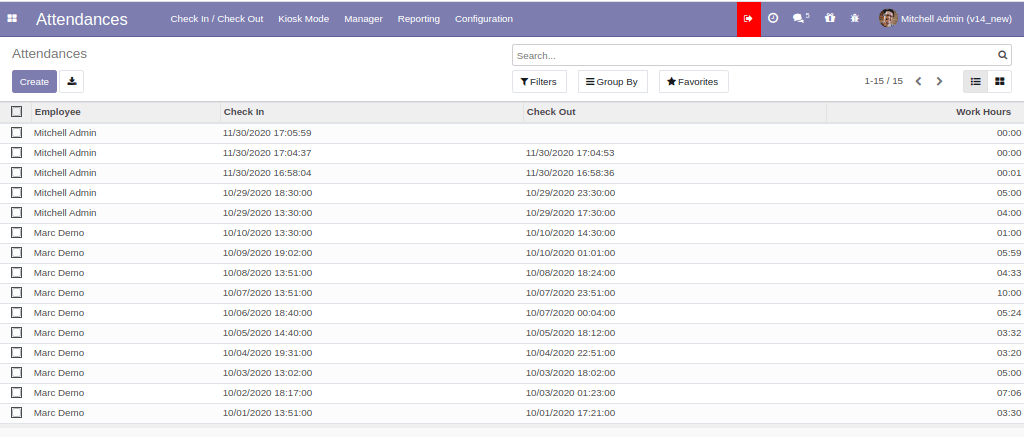 Attendances Check In / Check Out Kiosk Mode Manager Reporting Configuration 5 Mitchell Admin (v14_new)
Attendances Search...
Create Filters Group By Favorites 1-15 / 15
Employee Check In Check Out Work Hours
Mitchell Admin 11/30/2020 17:05:59 00:00
Mitchell Admin 11/30/2020 17:04:37 11/30/2020 17:04:53 00:00
Mitchell Admin 11/30/2020 16:58:04 11/30/2020 16:58:36 00:01
Mitchell Admin 10/29/2020 18:30:00 10/29/2020 23:30:00 05:00
Mitchell Admin 10/29/2020 13:30:00 10/29/2020 17:30:00 04:00
Marc Demo 10/10/2020 13:30:00 10/10/2020 14:30:00 01:00
Marc Demo 10/09/2020 19:02:00 10/10/2020 01:01:00 05:59
Marc Demo 10/08/2020 13:51:00 10/08/2020 18:24:00 04:33
Marc Demo 10/07/2020 13:51:00 10/07/2020 23:51:00 10:00
Marc Demo 10/06/2020 18:40:00 10/07/2020 00:04:00 05:24
Marc Demo 10/05/2020 14:40:00 10/05/2020 18:12:00 03:32
Marc Demo 10/04/2020 19:31:00 10/04/2020 22:51:00 03:20
Marc Demo 10/03/2020 13:02:00 10/03/2020 18:02:00 05:00
Marc Demo 10/02/2020 18:17:00 10/03/2020 01:23:00 07:06
Marc Demo 10/01/2020 13:51:00 10/01/2020 17:21:00 03:30